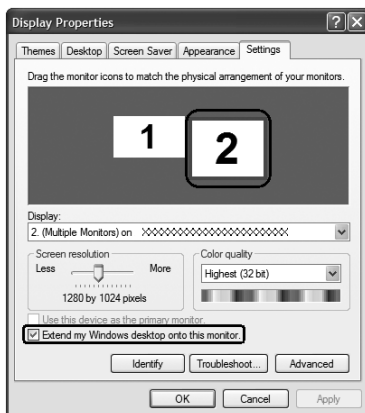 Display Properties
Themes Desktop Screen Saver Appearance Settings
Drag the monitor icons to match the physical arrangement of your monitors.
1 2
Display:
2. (Multiple Monitors) on XXXXXXXXXXXXXXXXXXXXXXX
Screen resolution
Less More
1280 by 1024 pixels
Color quality
Highest (32 bit)
Use this device as the primary monitor.
Extend my Windows desktop onto this monitor.
Identify Troubleshoot... Advanced
OK Cancel Apply